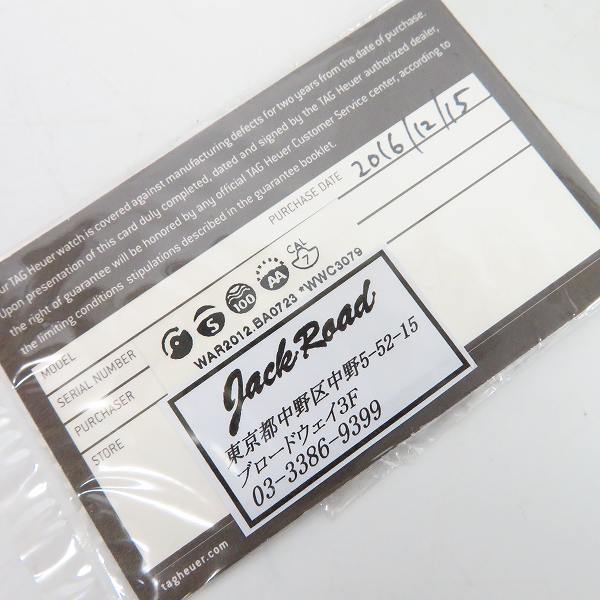 ur TAG Heuer watch is covered against manufacturing defects for two years from the date of purchase.
upon presentation of this card duly completed, dated and signed by the TAG Heuer authorized dealer,
the right of guarantee will be honored by any official TAG Heuer Customer Service center, according to
the limiting conditions stipulations described in the guarantee booklet.
PURCHASE DATE 2016/12/15
S 100 AA CAL 7
MODEL WAR2012.BA0723 *WWC3079
SERIAL NUMBER
PURCHASER
STORE
Jack Road
東京都中野区中野5-52-15
ブロードウェイ3F
03-3386-9399
tagheuer.com